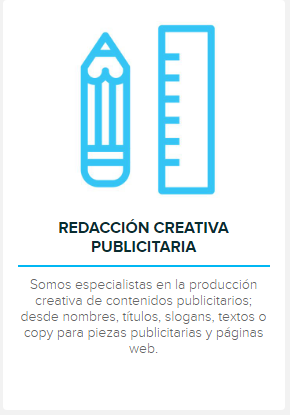 REDACCIÓN CREATIVA
PUBLICITARIA
Somos especialistas en la producción
creativa de contenidos publicitarios;
desde nombres, títulos, slogans, textos o
copy para piezas publicitarias y páginas
web.